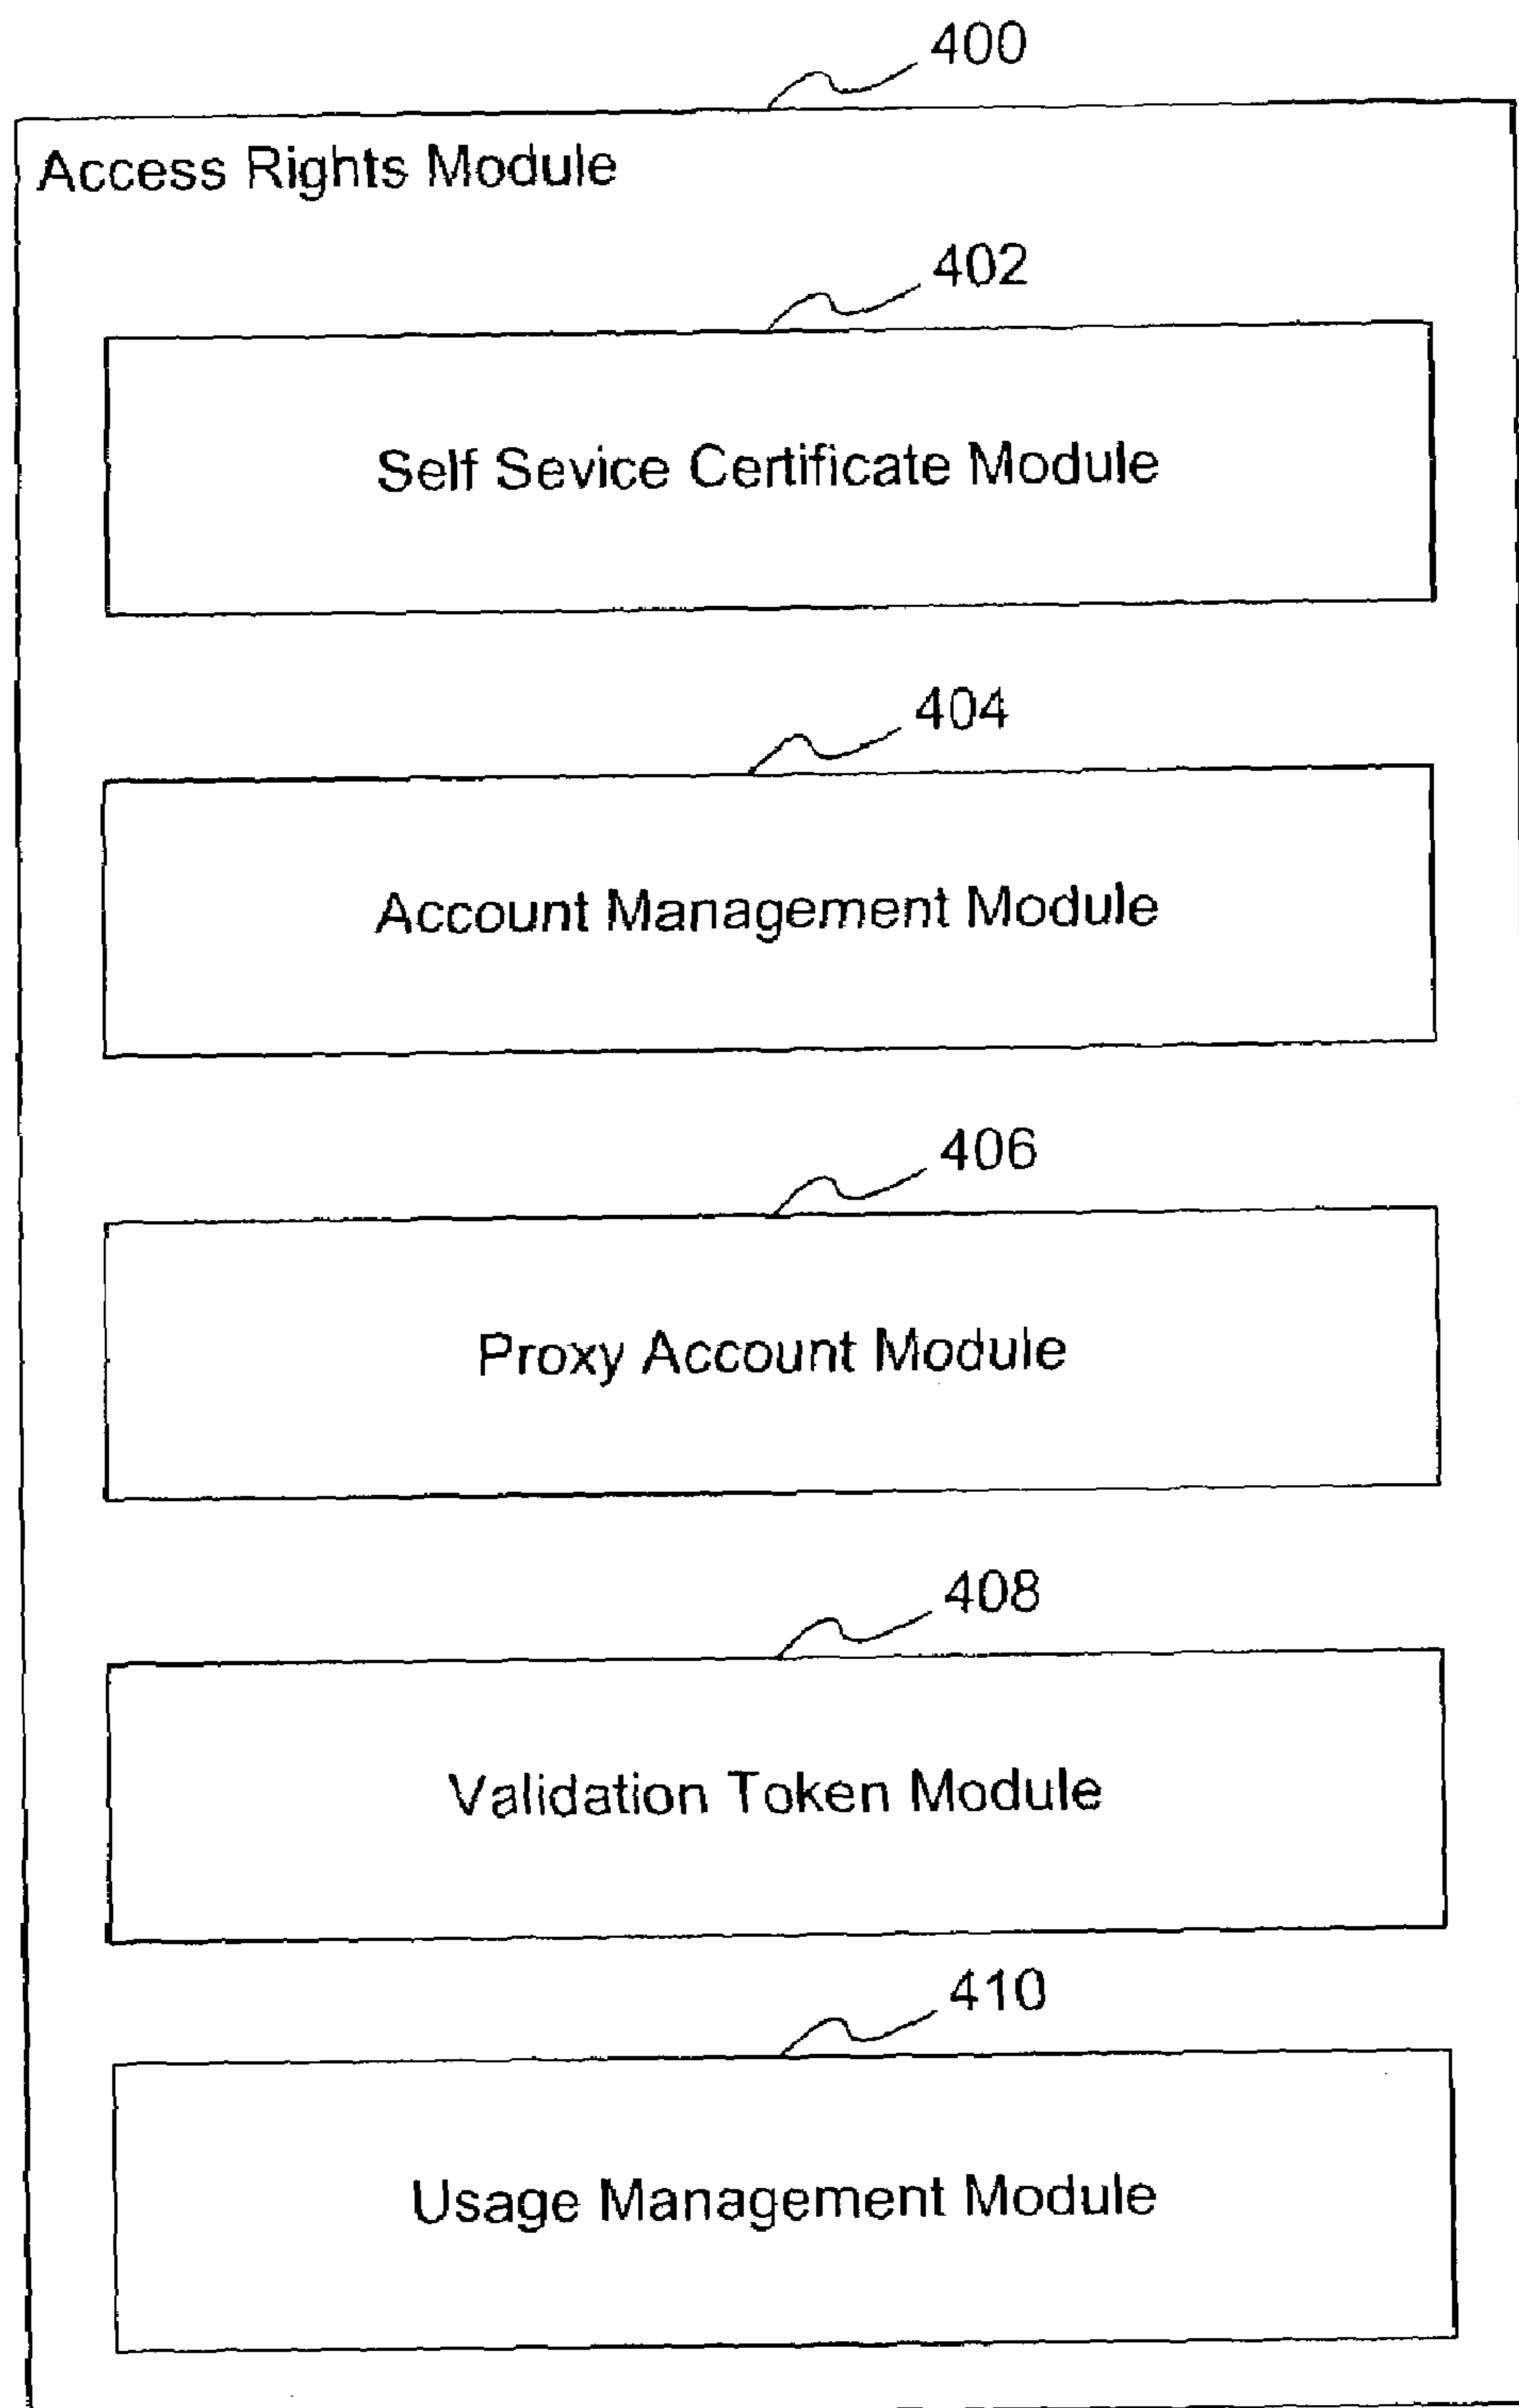 400
Access Rights Module
402
Self Sevice Certificate Module
404
Account Management Module
406
Proxy Account Module
408
Validation Token Module
410
Usage Management Module